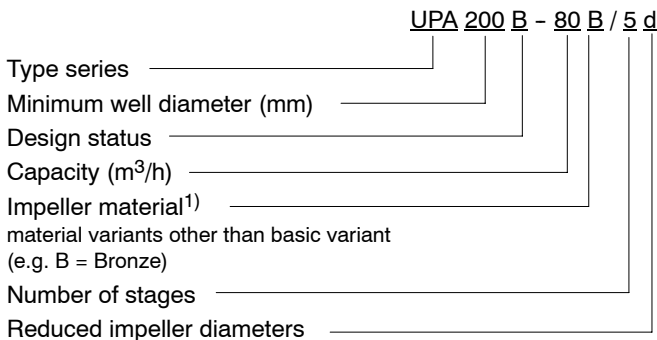 UPA 200 B - 80 B / 5 d
Type series
Minimum well diameter (mm)
Design status
Capacity (m³/h)
Impeller material¹⁾
material variants other than basic variant
(e.g. B = Bronze)
Number of stages
Reduced impeller diameters